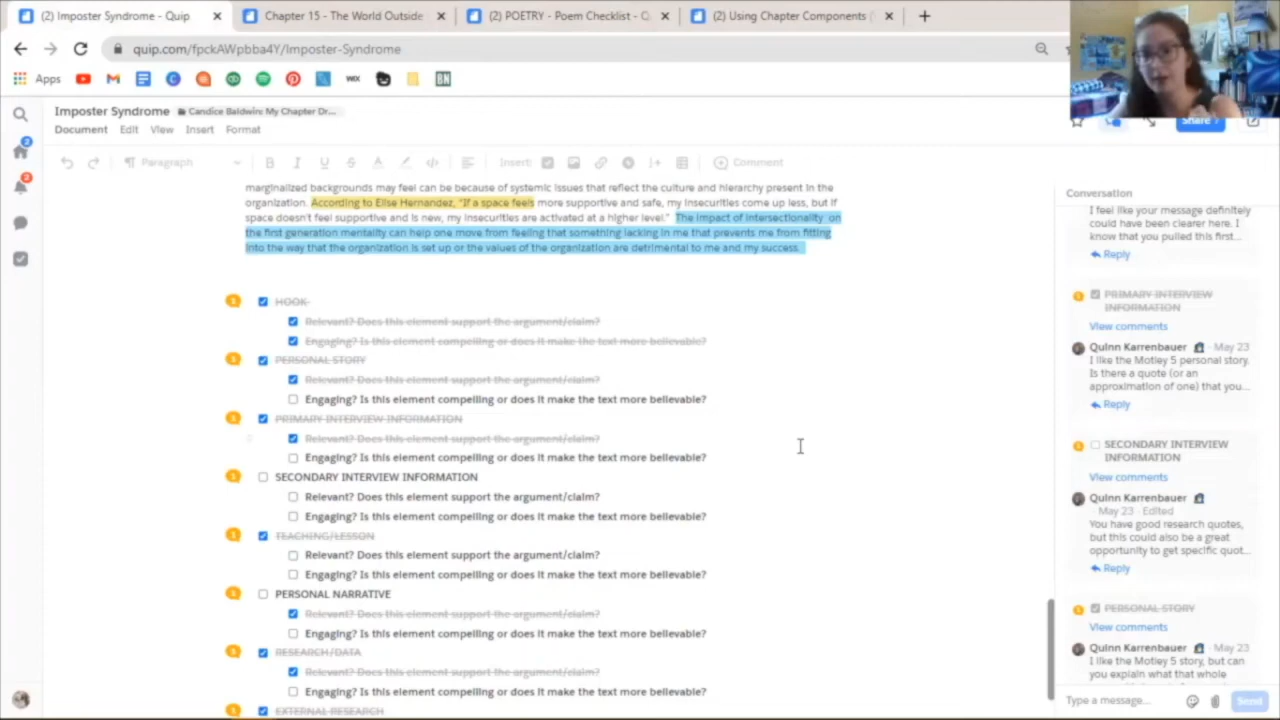 (2) Imposter Syndrome - Quip
Chapter 15 - The World Outside
(2) POETRY - Poem Checklist - Q
(2) Using Chapter Components
quip.com/fpckAWpbba4Y/Imposter-Syndrome
Apps
WIX
BN
Imposter Syndrome
Candice Baldwin: My Chapter Dr...
Document Edit View Insert Format
Share
Paragraph
B I U S A
Insert:
Comment
marginalized backgrounds may feel can be because of systemic issues that reflect the culture and hierarchy present in the
organization. According to Elise Hernandez, "If a space feels more supportive and safe, my insecurities come up less, but if
space doesn't feel supportive and is new, my insecurities are activated at a higher level." The impact of intersectionality on
the first generation mentality can help one move from feeling that something lacking in me that prevents me from fitting
into the way that the organization is set up or the values of the organization are detrimental to me and my success.
1 HOOK
Relevant? Does this element support the argument/claim?
Engaging? Is this element compelling or does it make the text more believable?
1 PERSONAL STORY
Relevant? Does this element support the argument/claim?
Engaging? Is this element compelling or does it make the text more believable?
1 PRIMARY INTERVIEW INFORMATION
Relevant? Does this element support the argument/claim?
Engaging? Is this element compelling or does it make the text more believable?
1 SECONDARY INTERVIEW INFORMATION
Relevant? Does this element support the argument/claim?
Engaging? Is this element compelling or does it make the text more believable?
1 TEACHING/LESSON
Relevant? Does this element support the argument/claim?
Engaging? Is this element compelling or does it make the text more believable?
1 PERSONAL NARRATIVE
Relevant? Does this element support the argument/claim?
Engaging? Is this element compelling or does it make the text more believable?
1 RESEARCH/DATA
Relevant? Does this element support the argument/claim?
Engaging? Is this element compelling or does it make the text more believable?
1 EXTERNAL RESEARCH
Conversation
I feel like your message definitely
could have been clearer here. I
know that you pulled this first...
Reply
1 PRIMARY INTERVIEW
INFORMATION
View comments
Quinn Karrenbauer · May 23
I like the Motley 5 personal story.
Is there a quote (or an
approximation of one) that you...
Reply
1 SECONDARY INTERVIEW
INFORMATION
View comments
Quinn Karrenbauer
· May 23 · Edited
You have good research quotes,
but this could also be a great
opportunity to get specific quot...
Reply
1 PERSONAL STORY
View comments
Quinn Karrenbauer · May 23
I like the Motley 5 story, but can
you explain what that whole
Type a message...
Send